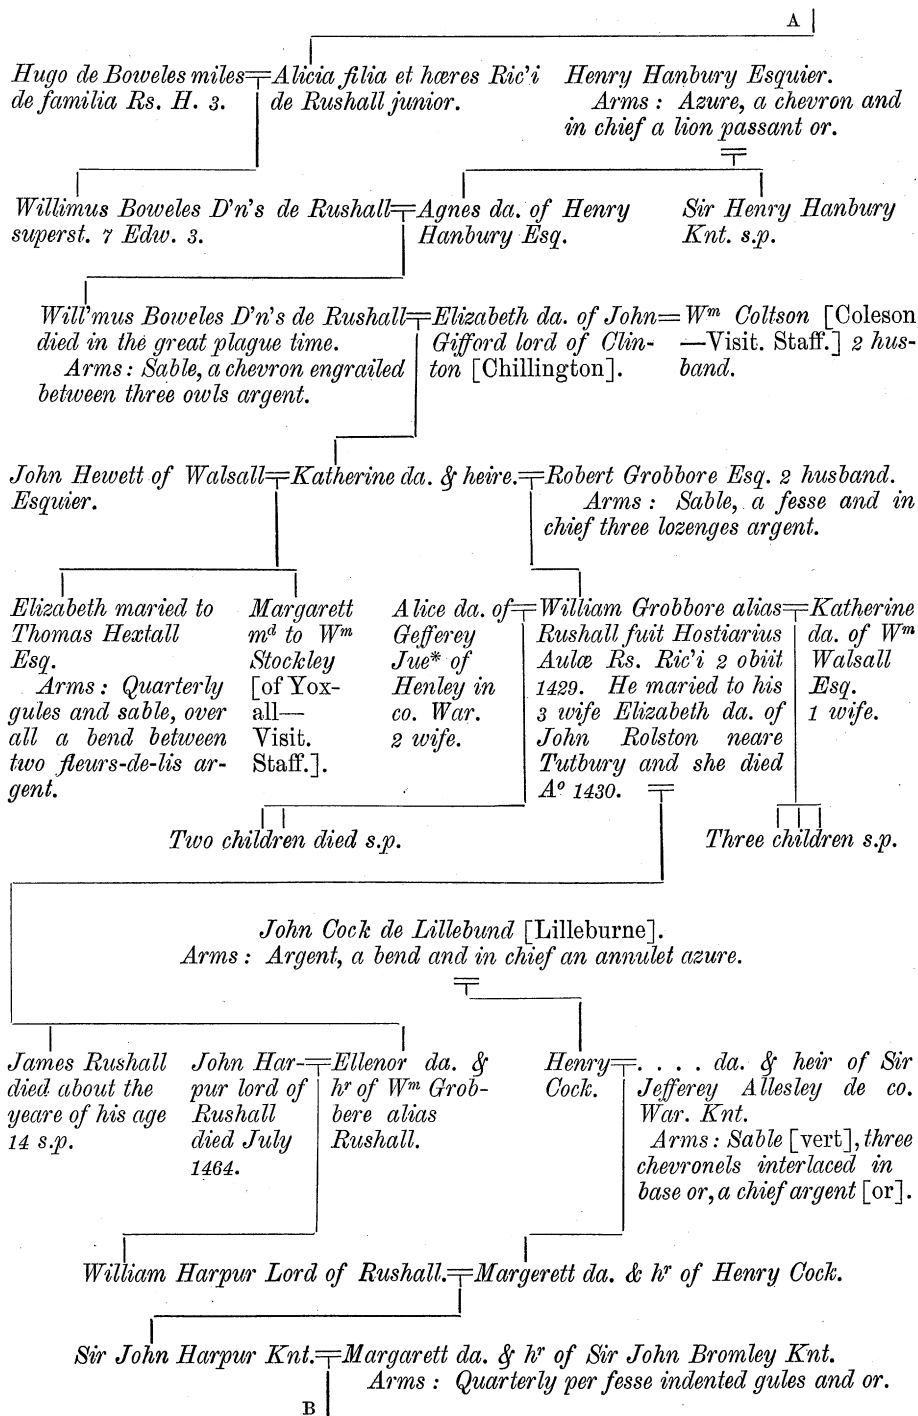 A
Hugo de Boweles miles
de familia Rs. H. 3.
Alicia filia et hæres Ric'i
de Rushall junior.
Henry Hanbury Esquier.
Arms : Azure, a chevron and
in chief a lion passant or.
Willimus Boweles D'n's de Rushall
superst. 7 Edw. 3.
Agnes da. of Henry
Hanbury Esq.
Sir Henry Hanbury
Knt. s.p.
Will'mus Boweles D'n's de Rushall
died in the great plague time.
Arms : Sable, a chevron engrailed
between three owls argent.
Elizabeth da. of John
Gifford lord of Clin-
ton [Chillington].
Wm Coltson [Coleson
—Visit. Staff.] 2 hus-
band.
John Hewett of Walsall
Esquier.
Katherine da. & heire.
Robert Grobbore Esq. 2 husband.
Arms : Sable, a fesse and in
chief three lozenges argent.
Elizabeth maried to
Thomas Hextall
Esq.
Arms : Quarterly
gules and sable, over
all a bend between
two fleurs-de-lis ar-
gent.
Margarett
md to Wm
Stockley
[of Yox-
all—
Visit.
Staff.].
Alice da. of
Gefferey
Jue* of
Henley in
co. War.
2 wife.
William Grobbore alias
Rushall fuit Hostiarius
Aulæ Rs. Ric'i 2 obiit
1429. He maried to his
3 wife Elizabeth da. of
John Rolston neare
Tutbury and she died
Ao 1430.
Katherine
da. of Wm
Walsall
Esq.
1 wife.
Two children died s.p.
Three children s.p.
John Cock de Lillebund [Lilleburne].
Arms : Argent, a bend and in chief an annulet azure.
James Rushall
died about the
yeare of his age
14 s.p.
John Har-
pur lord of
Rushall
died July
1464.
Ellenor da. &
hr of Wm Grob-
bere alias
Rushall.
Henry
Cock.
. . . . da. & heir of Sir
Jefferey Allesley de co.
War. Knt.
Arms : Sable [vert], three
chevronels interlaced in
base or, a chief argent [or].
William Harpur Lord of Rushall.
Margerett da. & hr of Henry Cock.
Sir John Harpur Knt.
Margarett da. & hr of Sir John Bromley Knt.
Arms : Quarterly per fesse indented gules and or.
B